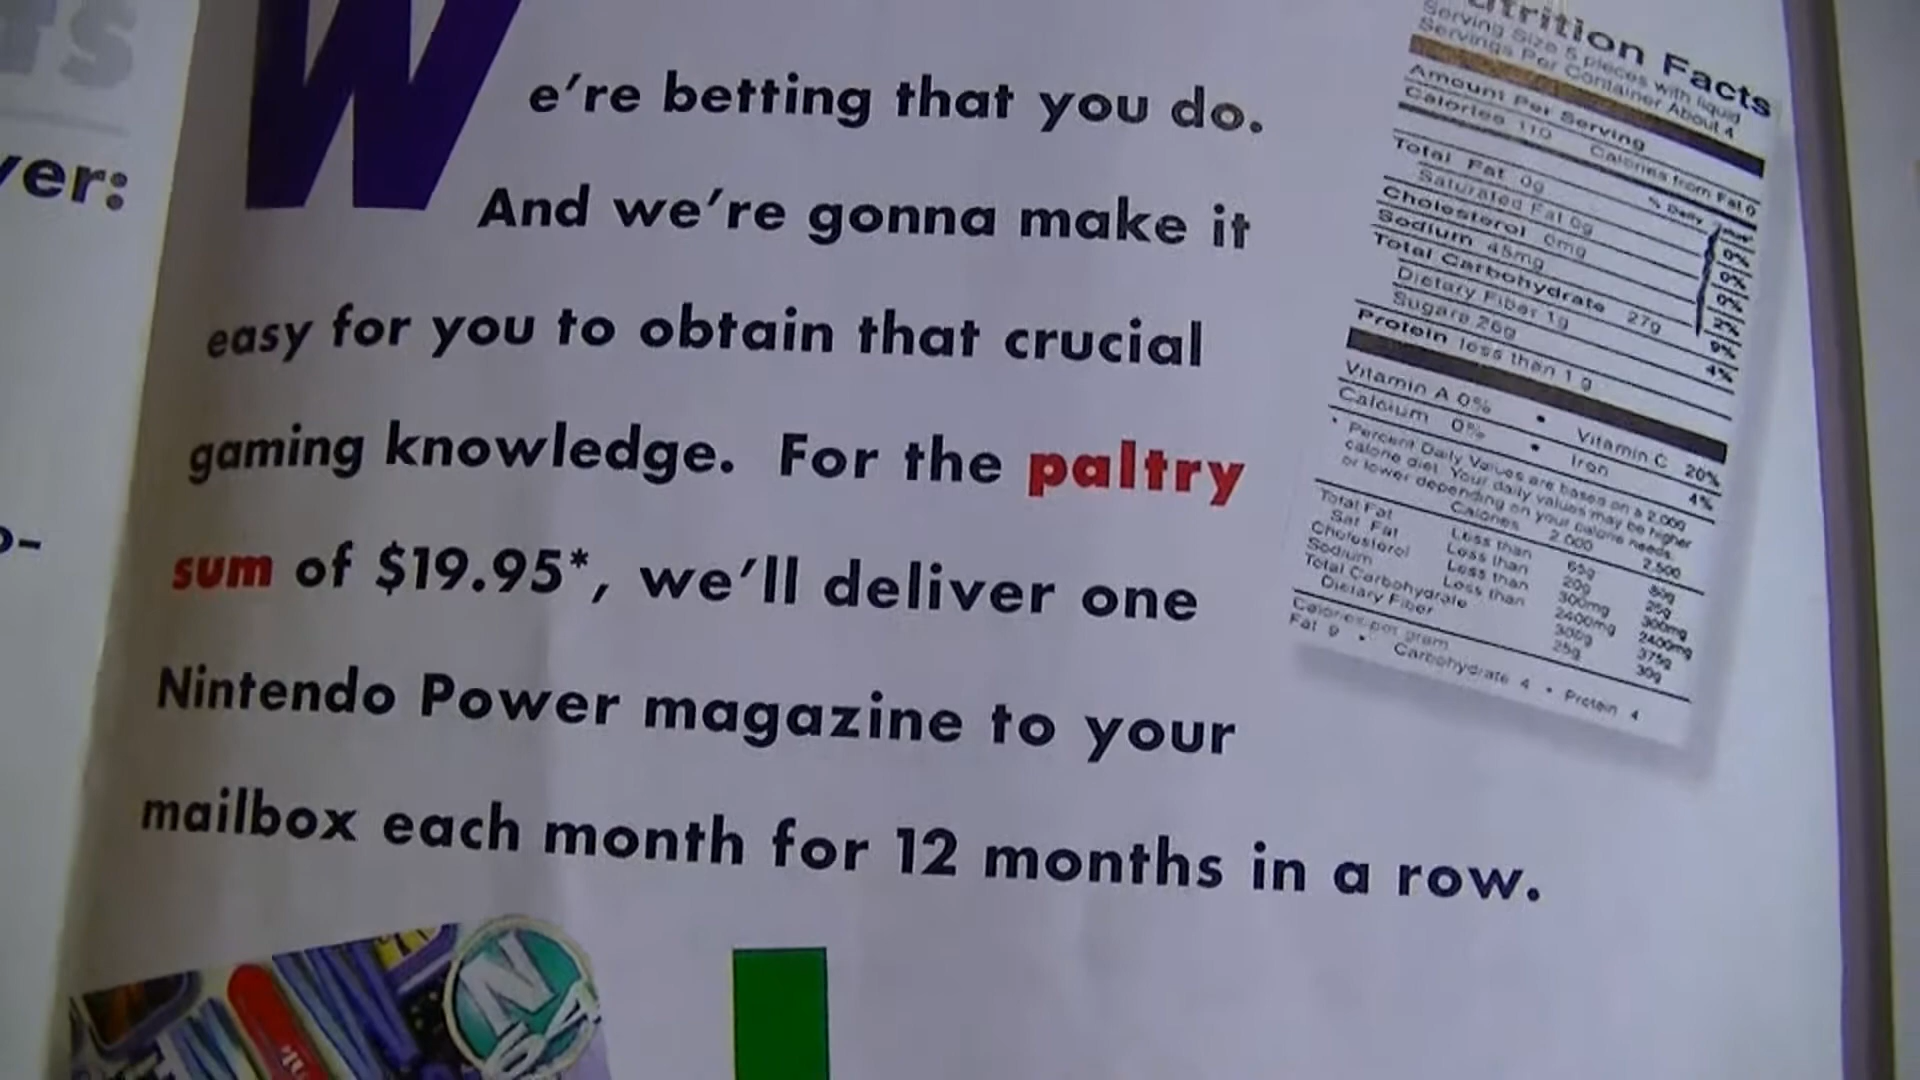 TS
ver:
o-
We're betting that you do.
And we're gonna make it
easy for you to obtain that crucial
gaming knowledge. For the paltry
sum of $19.95*, we'll deliver one
Nintendo Power magazine to your
mailbox each month for 12 months in a row.
N
utrition Facts
Serving Size 5 pieces with liquid
Servings Per Container About 4
Amount Per Serving
Calories 110 Calories from Fat 0
% Daily
Total Fat 0g 0%
Saturated Fat 0g 0%
Cholesterol 0mg 0%
Sodium 45mg 2%
Total Carbohydrate 27g 9%
Dietary Fiber 1g 4%
Sugars 26g
Protein less than 1 g
Vitamin A 0% • Vitamin C 20%
Calcium 0% • Iron 4%
* Percent Daily Values are based on a 2,000
calorie diet. Your daily values may be higher
or lower depending on your calorie needs.
Calories 2,000 2,500
Total Fat Less than 65g 80g
Sat. Fat Less than 20g 25g
Cholesterol Less than 300mg 300mg
Sodium Less than 2400mg 2400mg
Total Carbohydrate 300g 375g
Dietary Fiber 25g 30g
Calories per gram
Fat 9 • Carbohydrate 4 • Protein 4